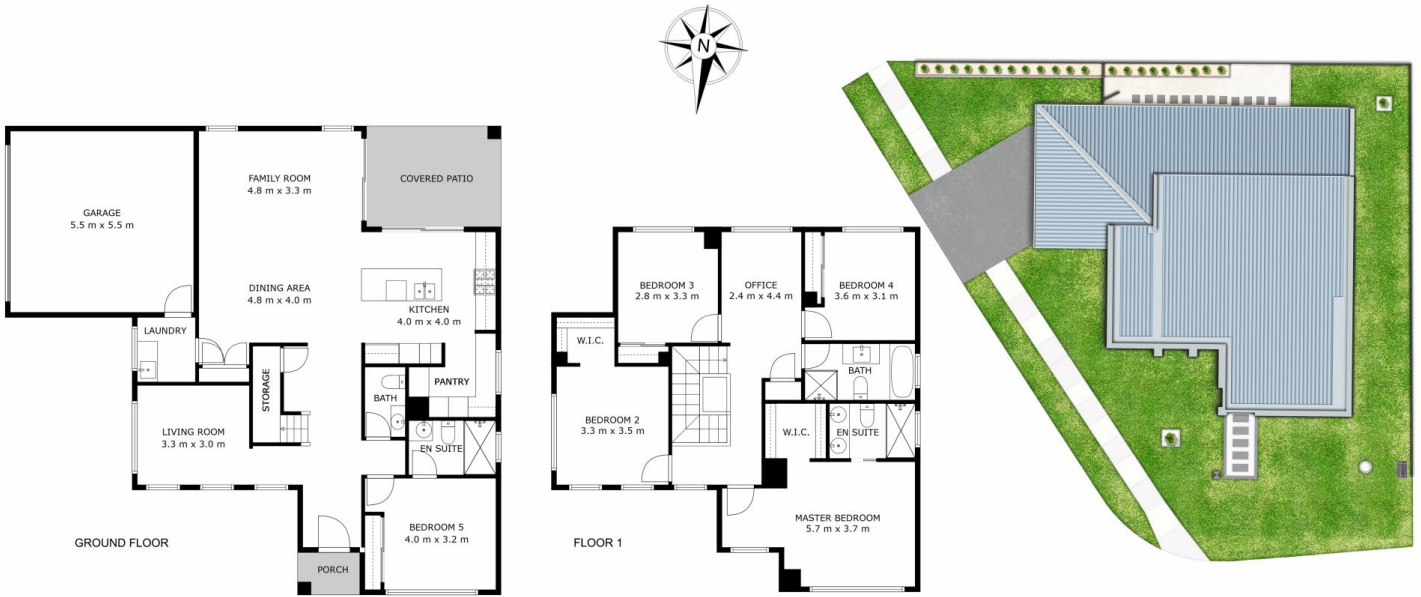 N
FAMILY ROOM
4.8 m x 3.3 m
COVERED PATIO
GARAGE
5.5 m x 5.5 m
DINING AREA
4.8 m x 4.0 m
KITCHEN
4.0 m x 4.0 m
LAUNDRY
STORAGE
BATH
PANTRY
LIVING ROOM
3.3 m x 3.0 m
EN SUITE
BEDROOM 5
4.0 m x 3.2 m
PORCH
GROUND FLOOR
BEDROOM 3
2.8 m x 3.3 m
OFFICE
2.4 m x 4.4 m
BEDROOM 4
3.6 m x 3.1 m
W.I.C.
BATH
BEDROOM 2
3.3 m x 3.5 m
W.I.C.
EN SUITE
MASTER BEDROOM
5.7 m x 3.7 m
FLOOR 1